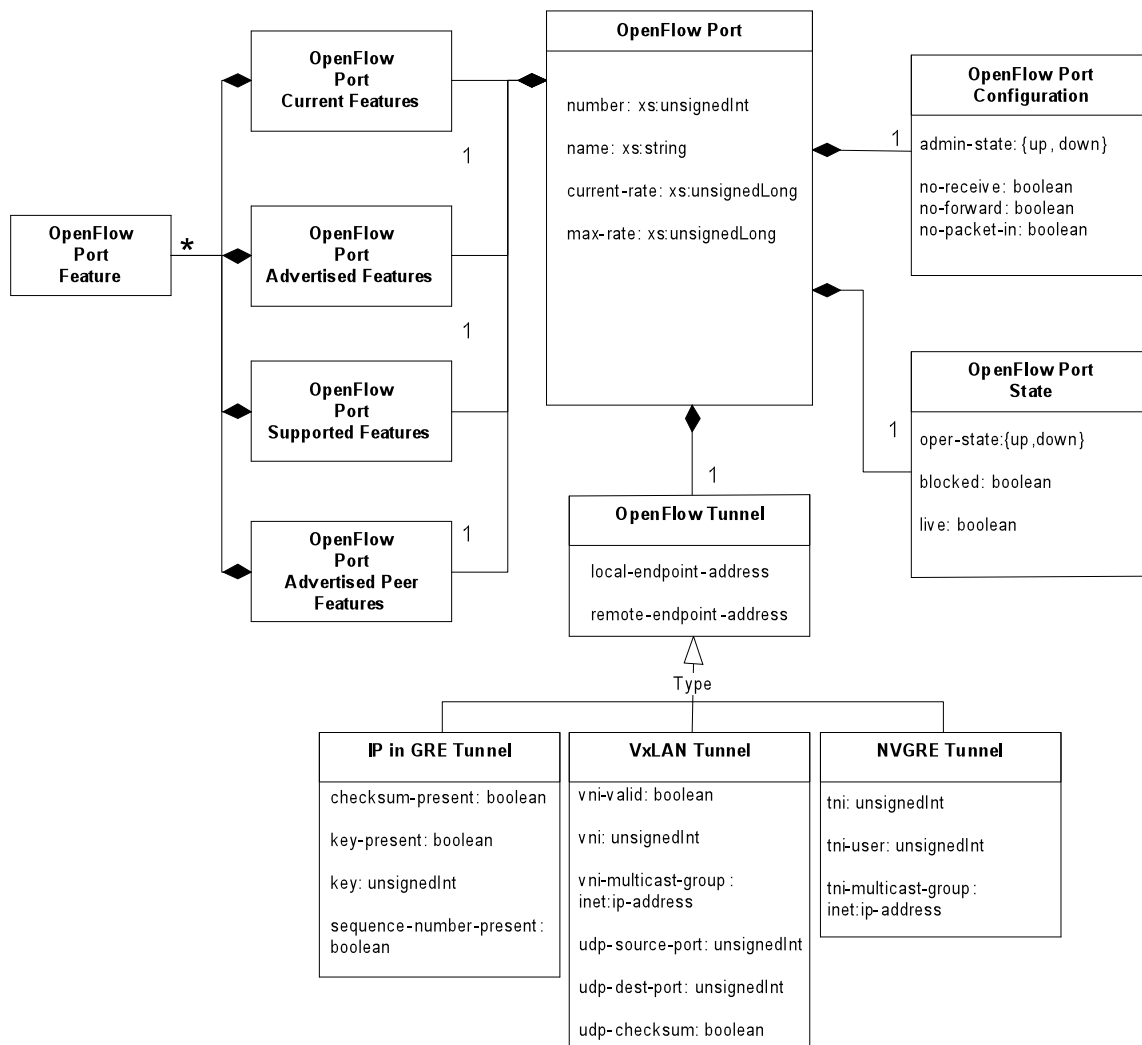 OpenFlow
Port
Current Features
1
OpenFlow
Port
Feature
*
OpenFlow
Port
Advertised Features
1
OpenFlow
Port
Supported Features
1
OpenFlow
Port
Advertised Peer
Features
OpenFlow Port
number: xs:unsignedInt
name: xs:string
current-rate: xs:unsignedLong
max-rate: xs:unsignedLong
1
OpenFlow Port
Configuration
admin-state: {up, down}
no-receive: boolean
no-forward: boolean
no-packet-in: boolean
1
OpenFlow Port
State
oper-state:{up,down}
blocked: boolean
live: boolean
1
OpenFlow Tunnel
local-endpoint-address
remote-endpoint-address
Type
IP in GRE Tunnel
checksum-present: boolean
key-present: boolean
key: unsignedInt
sequence-number-present:
boolean
VxLAN Tunnel
vni-valid: boolean
vni: unsignedInt
vni-multicast-group:
inet:ip-address
udp-source-port: unsignedInt
udp-dest-port: unsignedInt
udp-checksum: boolean
NVGRE Tunnel
tni: unsignedInt
tni-user: unsignedInt
tni-multicast-group:
inet:ip-address